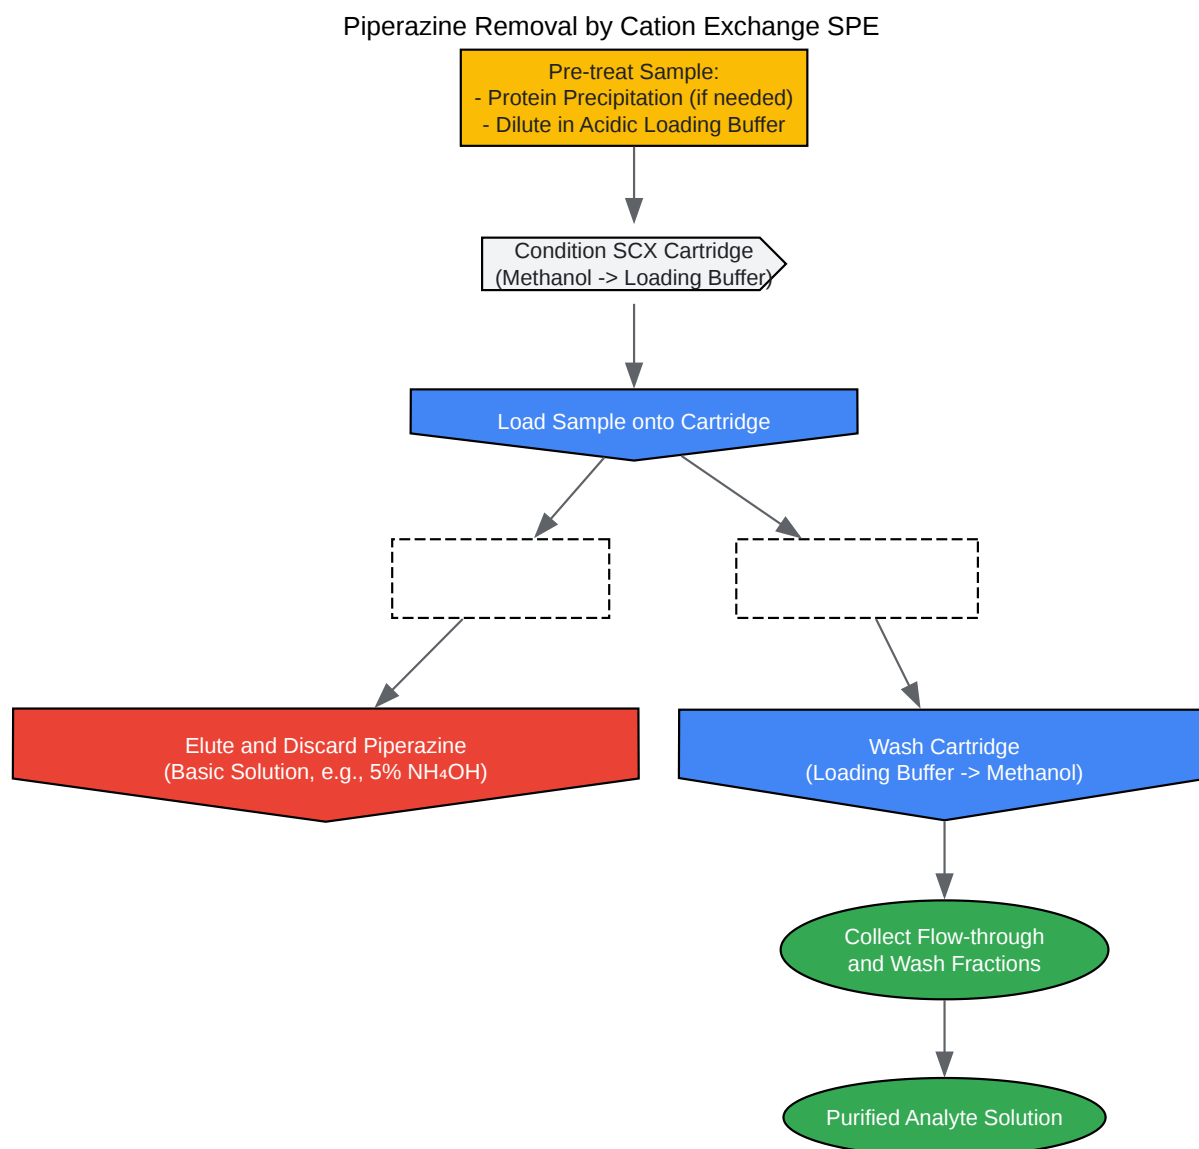 Piperazine Removal by Cation Exchange SPE
Pre-treat Sample:
- Protein Precipitation (if needed)
- Dilute in Acidic Loading Buffer
Condition SCX Cartridge
(Methanol -> Loading Buffer)
Load Sample onto Cartridge
Elute and Discard Piperazine
(Basic Solution, e.g., 5% NH₄OH)
Wash Cartridge
(Loading Buffer -> Methanol)
Collect Flow-through
and Wash Fractions
Purified Analyte Solution